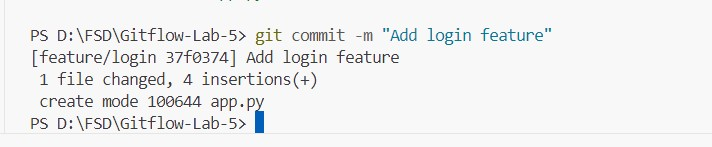 PS D:\FSD\Gitflow-Lab-5> git commit -m "Add login feature"
[feature/login 37f0374] Add login feature
 1 file changed, 4 insertions(+)
 create mode 100644 app.py
PS D:\FSD\Gitflow-Lab-5>